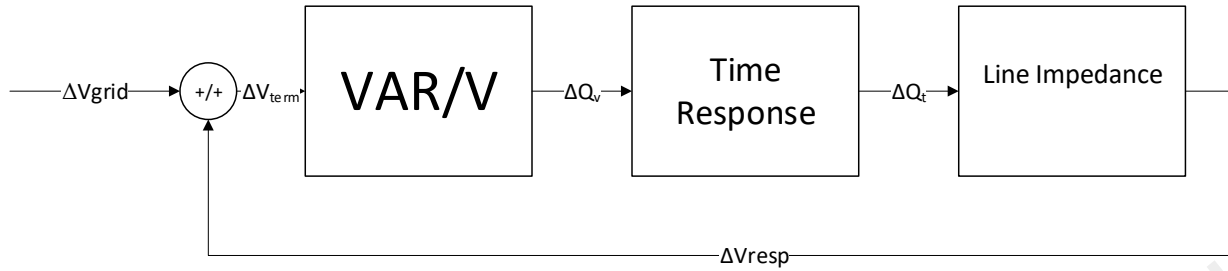 ΔVgrid
+/+
ΔVterm
VAR/V
ΔQv
Time
Response
ΔQt
Line Impedance
ΔVresp